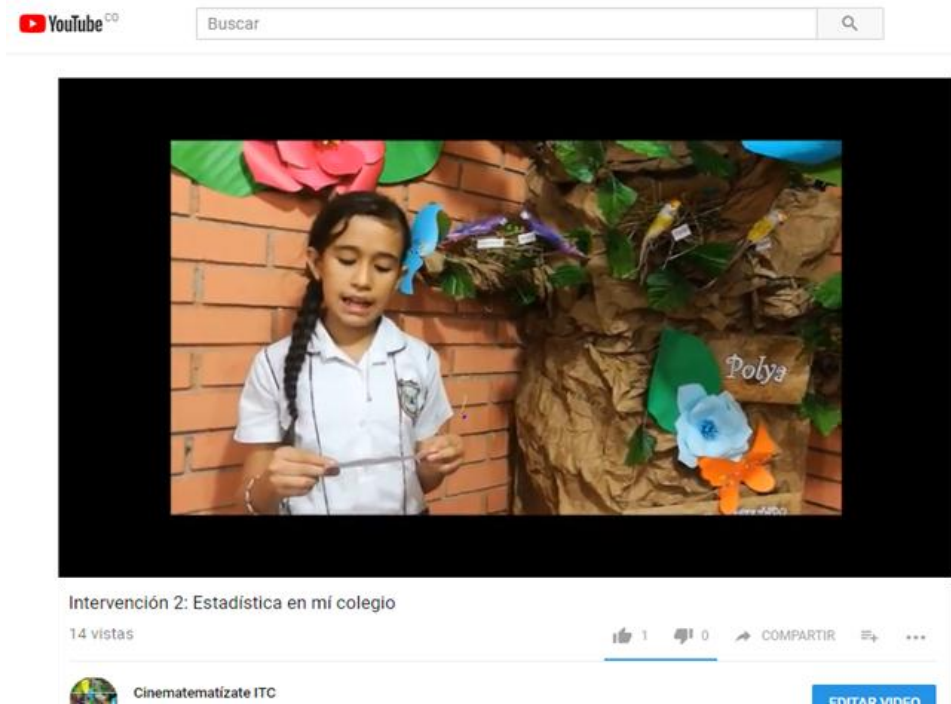 YouTube CO
Buscar
Polya
Intervención 2: Estadística en mí colegio
14 vistas
1 0 COMPARTIR
Cinematematízate ITC
EDITAR VIDEO